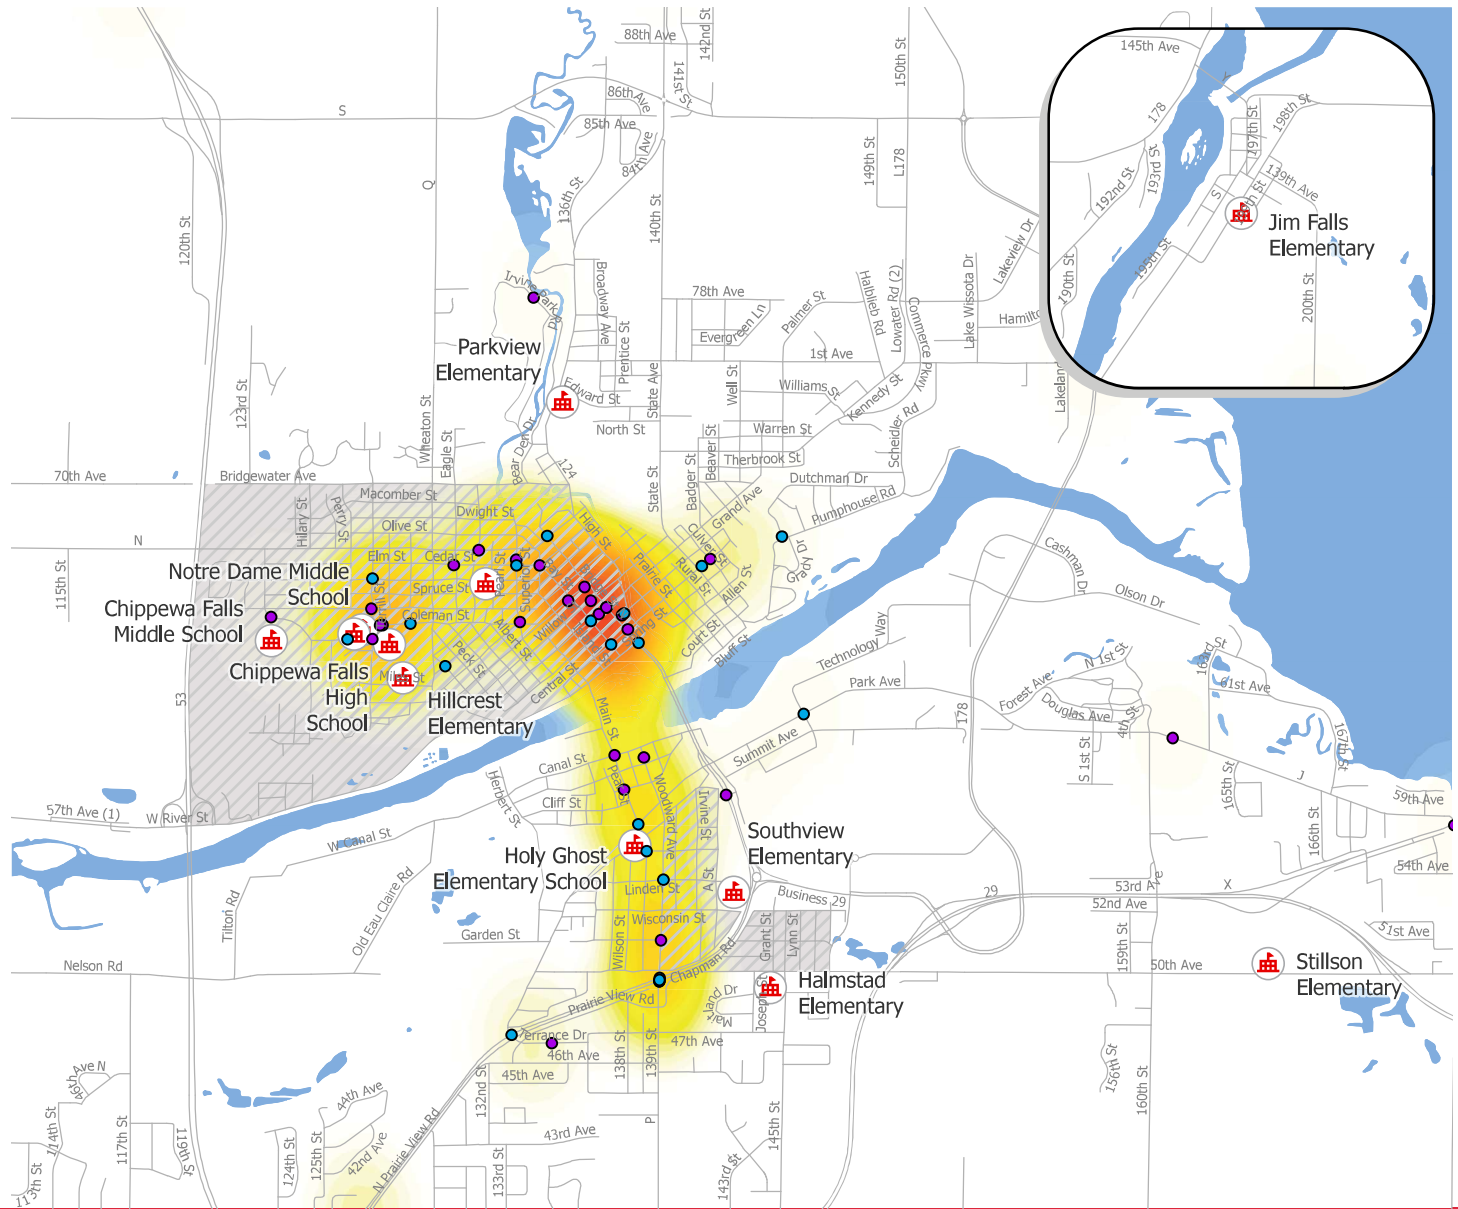 88th Ave
142nd St
141st St
150th St
145th Ave
Y
86th Ave
S
85th Ave
84th Ave
178
197th St
198th St
149th St
L178
193rd St
139th Ave
Q
136th St
192nd St
S
140th St
120th St
Jim Falls
Elementary
Lakeview Dr
195th St
190th St
200th St
Irvine Park Rd
Broadway Ave
78th Ave
Halblieb Rd
Lowater Rd (2)
Lake Wissota Dr
Palmer St
Commerce Pkwy
Evergreen Ln
Prentice St
1st Ave
Parkview
Elementary
State Ave
Well St
Williams St
Kennedy St
Edward St
123rd St
Wheaton St
North St
Warren St
Scheidler Rd
Eagle St
Bear Den Dr
Beaver St
Therbrook St
124
70th Ave
Bridgewater Ave
State St
Badger St
Dutchman Dr
Macomber St
Grand Ave
Pumphouse Rd
Hilary St
Perry St
Dwight St
High St
Olive St
N
Culver St
Cashman Dr
Elm St
Cedar St
Grady Dr
Notre Dame Middle
School
Pearl St
Superior St
Bay St
Prairie St
Rural St
115th St
Spruce St
Allen St
Olson Dr
Chippewa Falls
Middle School
Coleman St
Albert St
Willow
Island St
Spring St
Court St
Bluff St
Technology Way
Peck St
163rd St
N 1st St
Chippewa Falls
High
School
Central St
Park Ave
Forest Ave
61st Ave
Hillcrest
Elementary
53
Main St
178
Douglas Ave
4th St
Summit Ave
S 1st St
167th St
Canal St
Pearl St
Woodward Ave
Herbert St
Cliff St
Irvine St
165th St
J
59th Ave
57th Ave (1)
W River St
W Canal St
Southview
Elementary
166th St
Holy Ghost
Elementary School
54th Ave
Linden St
A St
Business 29
29
53rd Ave
X
52nd Ave
Tilton Rd
Old Eau Claire Rd
Wisconsin St
Garden St
Wilson St
Grant St
Lynn St
51st Ave
159th St
Nelson Rd
Chapman Rd
50th Ave
Stillson
Elementary
Halmstad
Elementary
Prairie View Rd
Maitland Dr
Joseph St
Terrance Dr
46th Ave
138th St
139th St
47th Ave
46th Ave N
45th Ave
156th St
160th St
44th Ave
132nd St
114th St
117th St
119th St
124th St
125th St
42nd Ave
N Prairie View Rd
43rd Ave
P
145th St
133rd St
143rd St
113th St